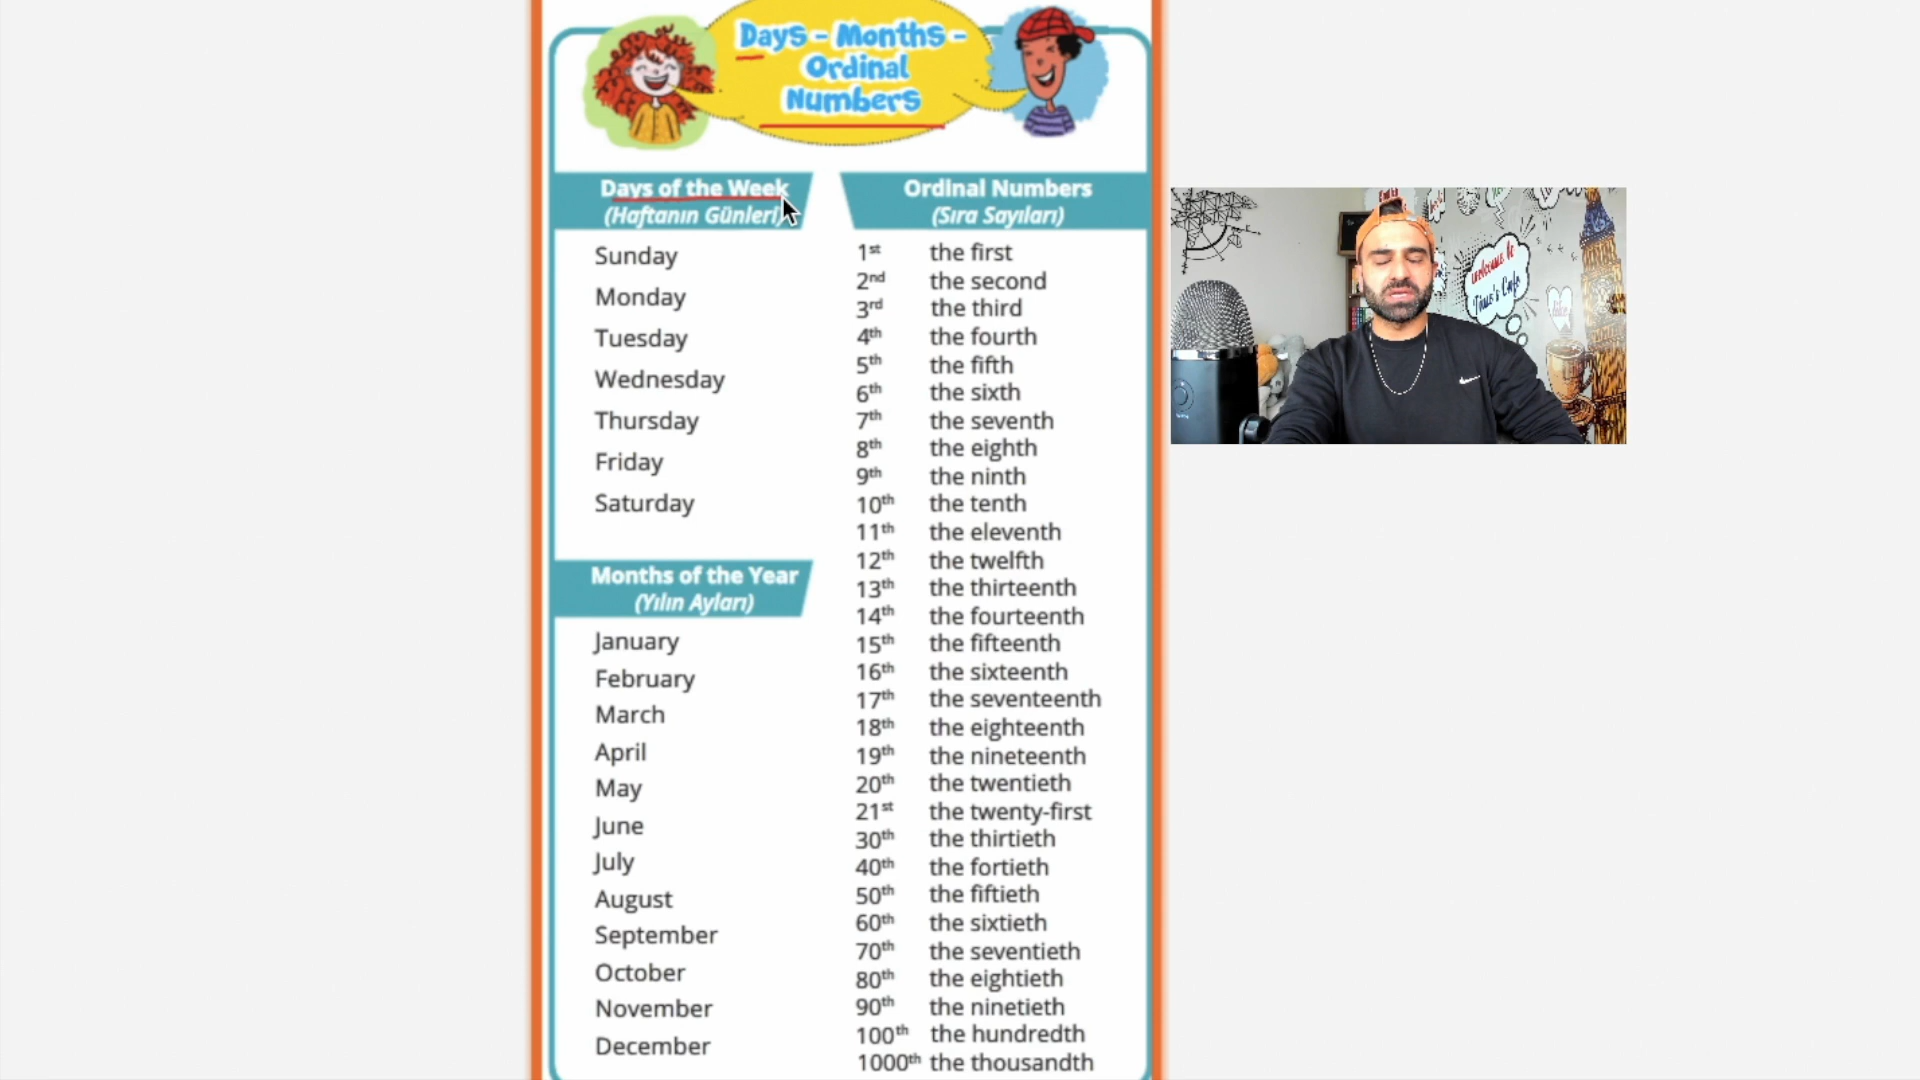 Days - Months -
Ordinal
Numbers
Days of the Week
(Haftanın Günleri)
Sunday
Monday
Tuesday
Wednesday
Thursday
Friday
Saturday
Months of the Year
(Yılın Ayları)
January
February
March
April
May
June
July
August
September
October
November
December
Ordinal Numbers
(Sıra Sayıları)
1st the first
2nd the second
3rd the third
4th the fourth
5th the fifth
6th the sixth
7th the seventh
8th the eighth
9th the ninth
10th the tenth
11th the eleventh
12th the twelfth
13th the thirteenth
14th the fourteenth
15th the fifteenth
16th the sixteenth
17th the seventeenth
18th the eighteenth
19th the nineteenth
20th the twentieth
21st the twenty-first
30th the thirtieth
40th the fortieth
50th the fiftieth
60th the sixtieth
70th the seventieth
80th the eightieth
90th the ninetieth
100th the hundredth
1000th the thousandth
welcome to